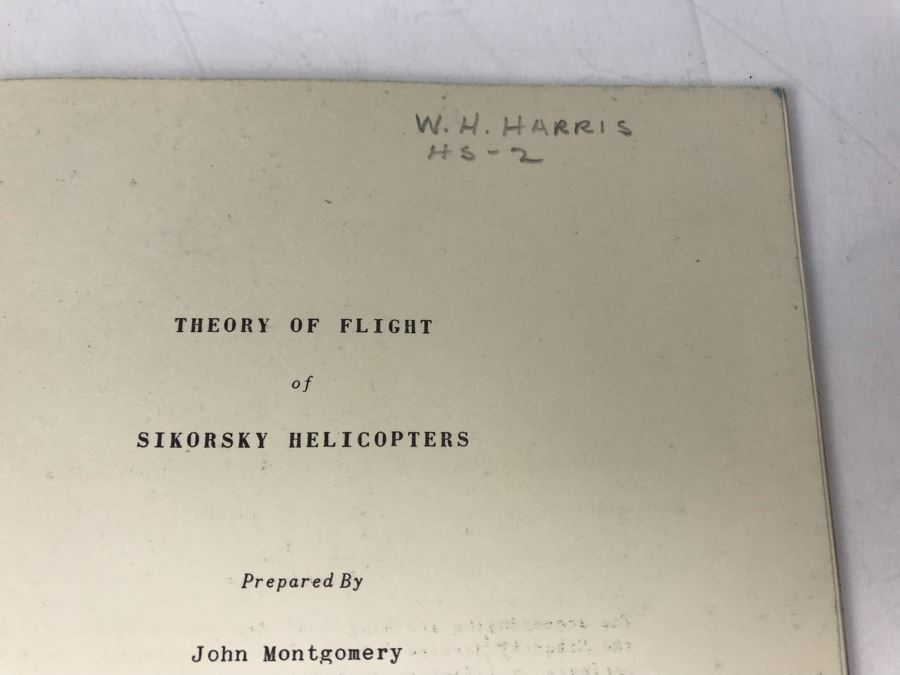 W. H. HARRIS
HS-2
THEORY OF FLIGHT
of
SIKORSKY HELICOPTERS
Prepared By
John Montgomery